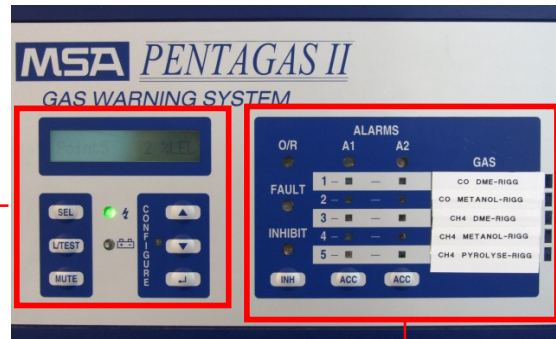 MSA PENTAGAS II
GAS WARNING SYSTEM
Point5 2 %LEL
SEL
L/TEST
MUTE
CONFIGURE
ALARMS
O/R A1 A2
GAS
FAULT
INHIBIT
1 - - CO DME-RIGG
2 - - CO METANOL-RIGG
3 - - CH4 DME-RIGG
4 - - CH4 METANOL-RIGG
5 - - CH4 PYROLYSE-RIGG
INH ACC ACC